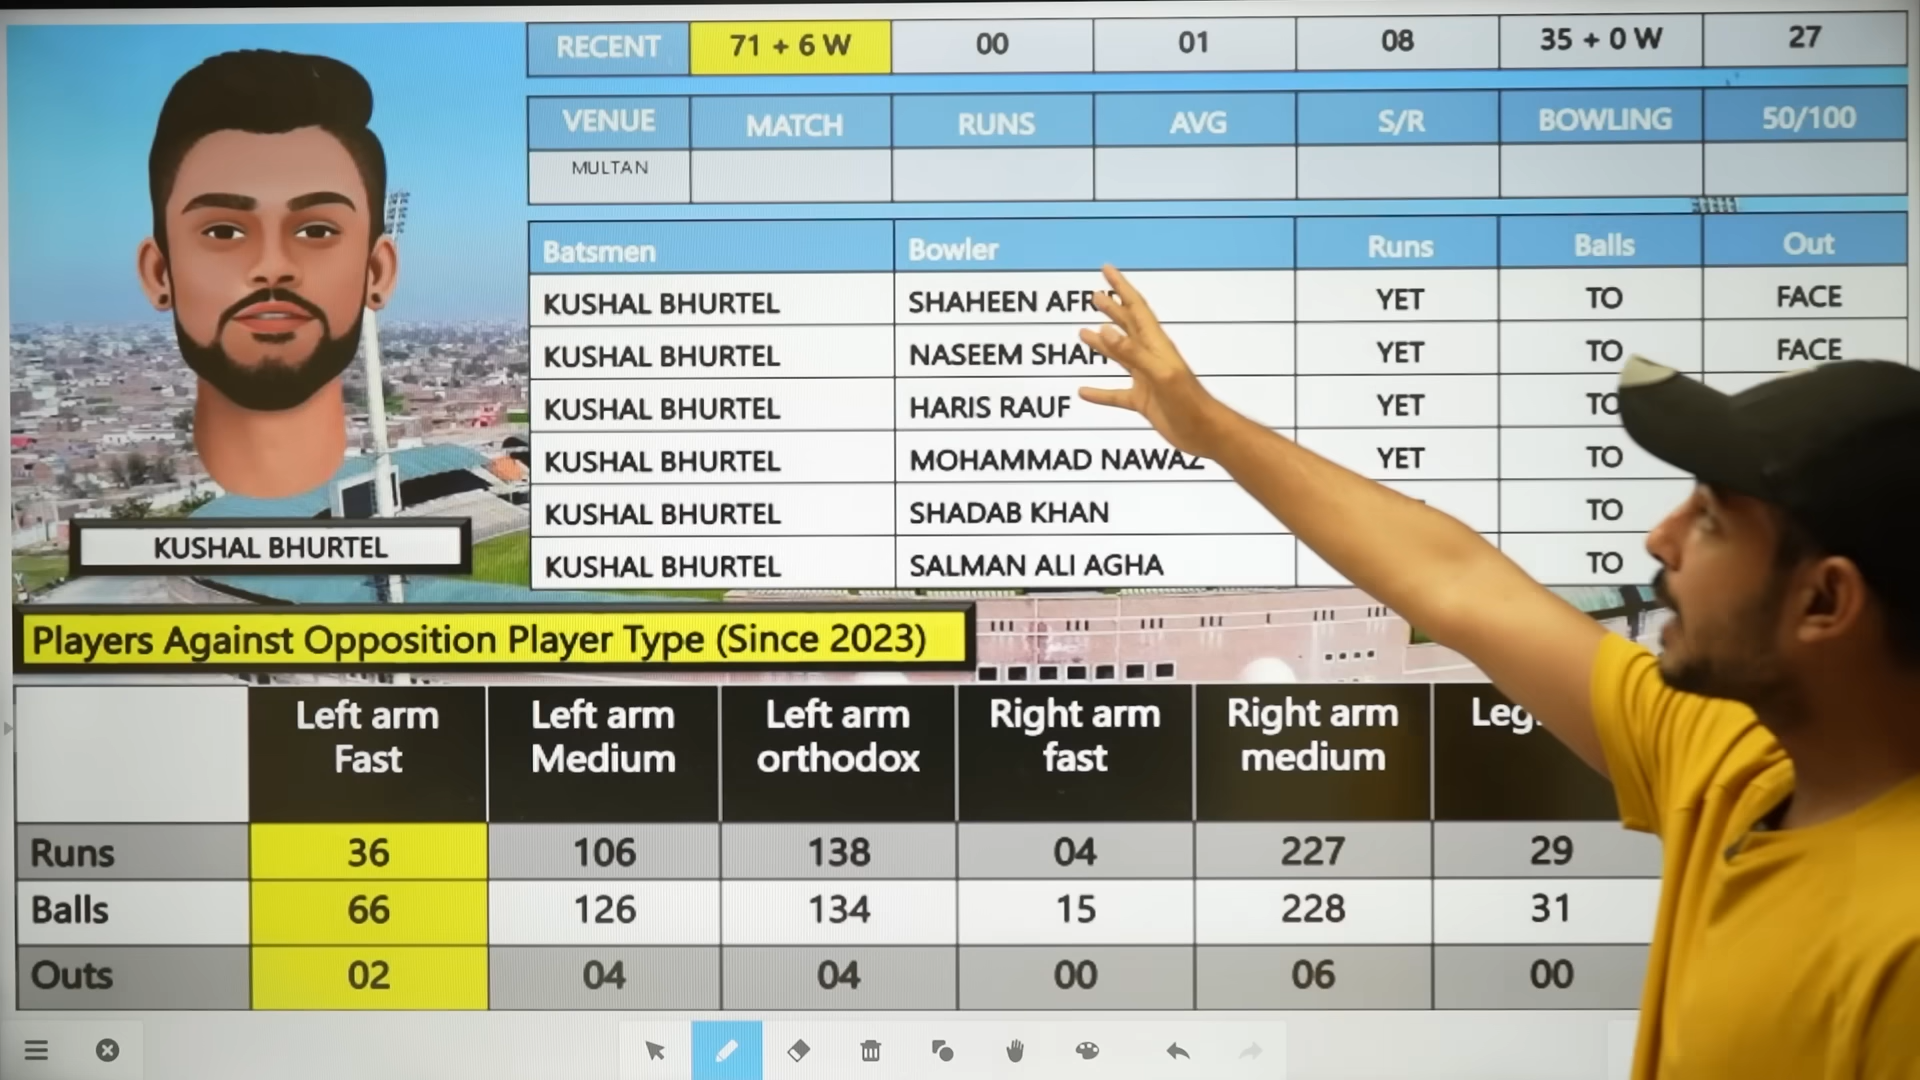 RECENT 71 + 6 W 00 01 08 35 + 0 W 27
VENUE MATCH RUNS AVG S/R BOWLING 50/100
MULTAN
Batsmen Bowler Runs Balls Out
KUSHAL BHURTEL SHAHEEN YET TO FACE
KUSHAL BHURTEL NASEEM SHAH YET TO FACE
KUSHAL BHURTEL HARIS RAUF YET TO
KUSHAL BHURTEL MOHAMMAD NAWAZ YET TO
KUSHAL BHURTEL SHADAB KHAN TO
KUSHAL BHURTEL SALMAN ALI AGHA TO
KUSHAL BHURTEL
Players Against Opposition Player Type (Since 2023)
Left arm Fast Left arm Medium Left arm orthodox Right arm fast Right arm medium
Runs 36 106 138 04 227 29
Balls 66 126 134 15 228 31
Outs 02 04 04 00 06 00